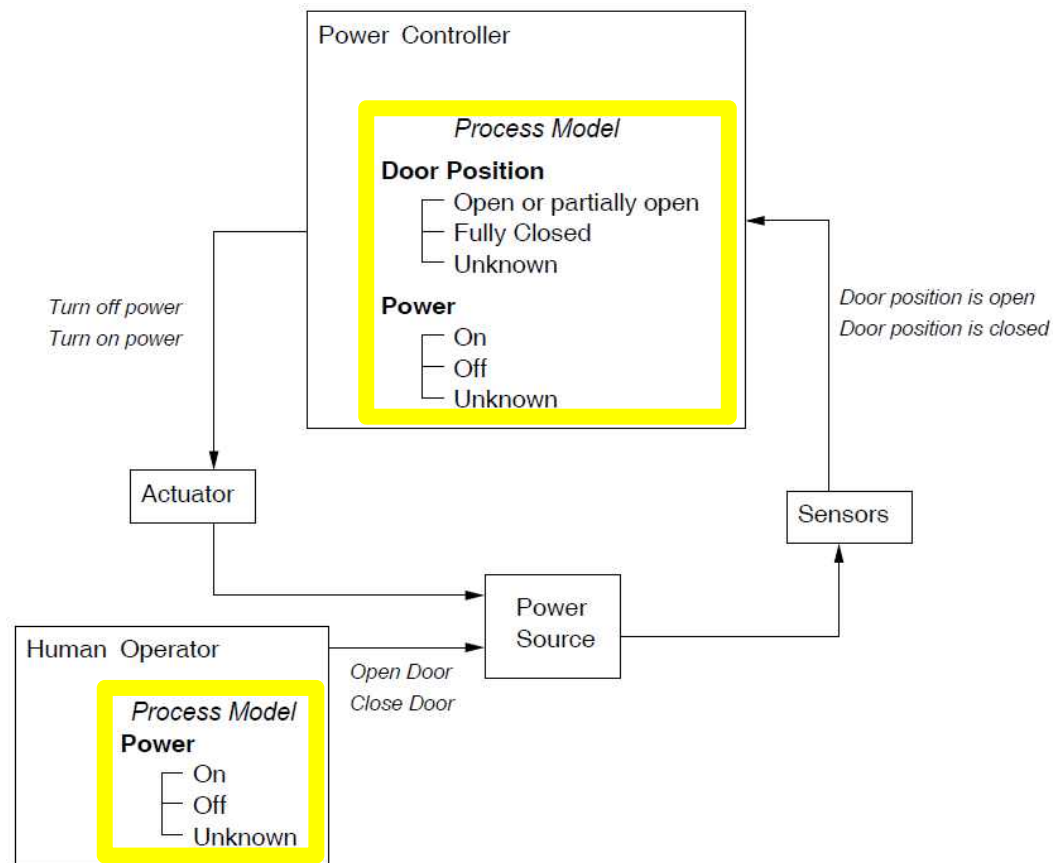 Power Controller
Process Model
Door Position
Open or partially open
Fully Closed
Unknown
Power
On
Off
Unknown
Turn off power
Turn on power
Door position is open
Door position is closed
Actuator
Sensors
Power
Source
Human Operator
Open Door
Close Door
Process Model
Power
On
Off
Unknown